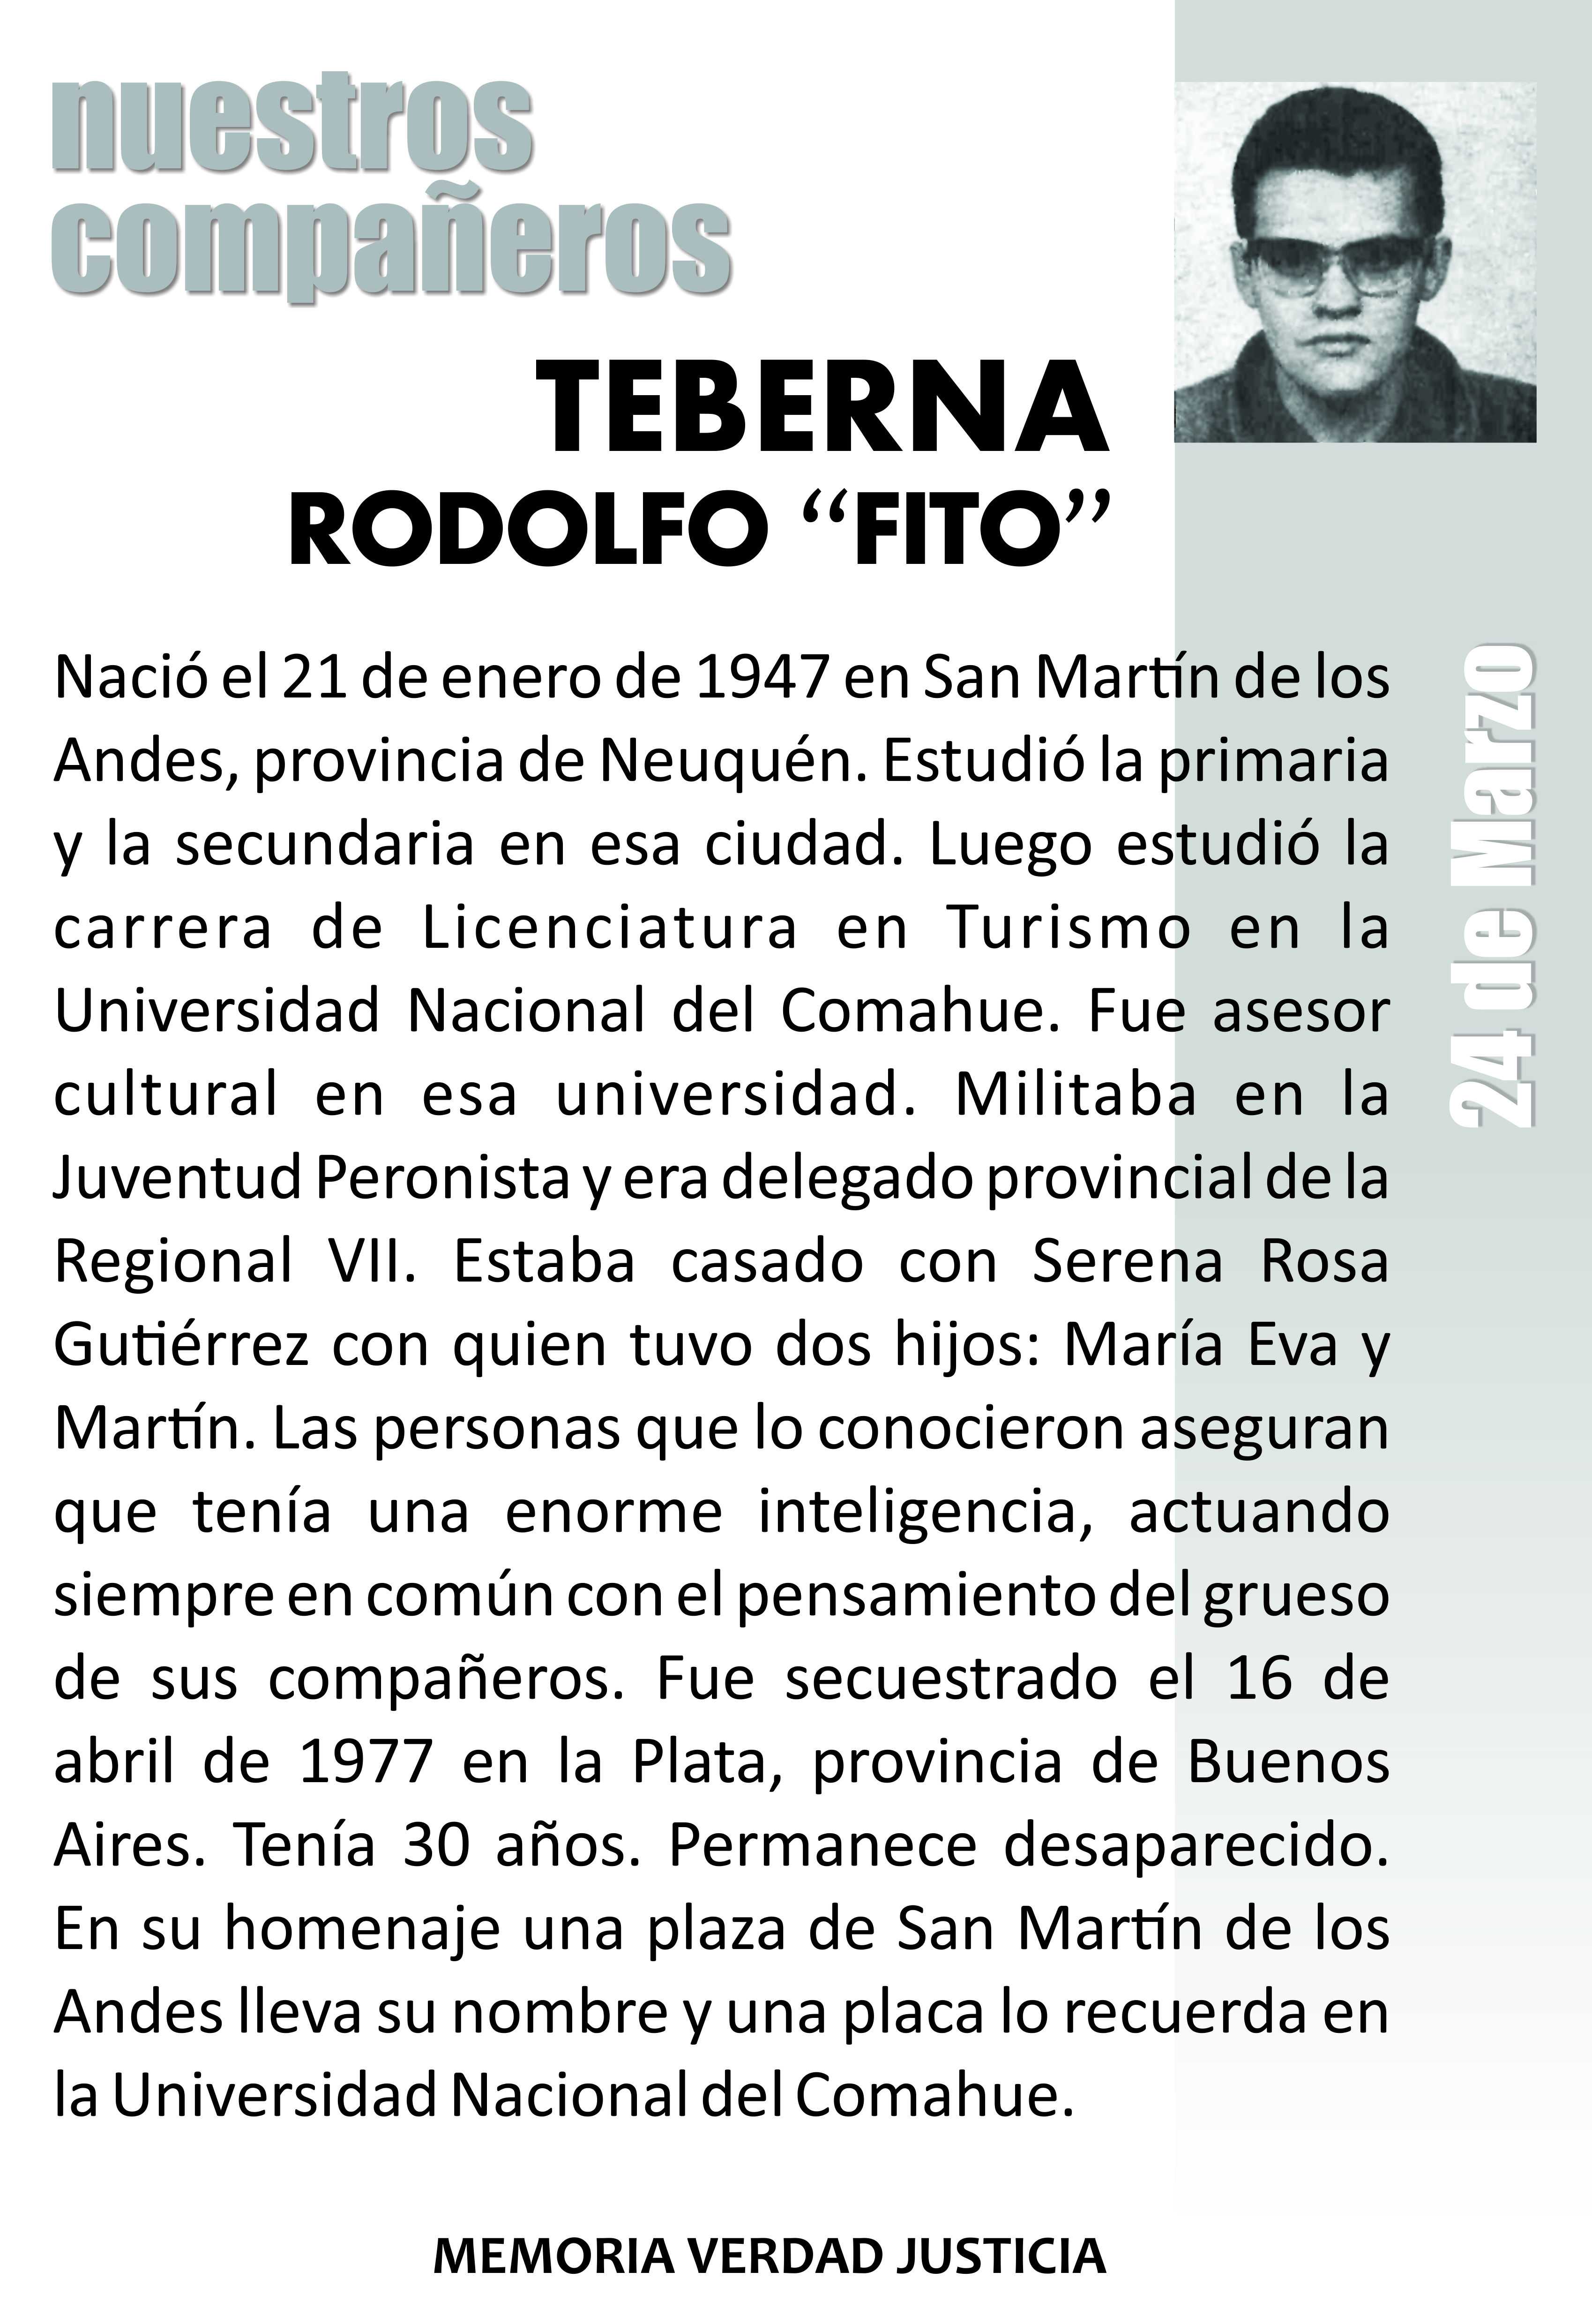 nuestros
compañeros
TEBERNA
RODOLFO “FITO”
Nació el 21 de enero de 1947 en San Martín de los
Andes, provincia de Neuquén. Estudió la primaria
y la secundaria en esa ciudad. Luego estudió la
carrera de Licenciatura en Turismo en la
Universidad Nacional del Comahue. Fue asesor
cultural en esa universidad. Militaba en la
Juventud Peronista y era delegado provincial de la
Regional VII. Estaba casado con Serena Rosa
Gutiérrez con quien tuvo dos hijos: María Eva y
Martín. Las personas que lo conocieron aseguran
que tenía una enorme inteligencia, actuando
siempre en común con el pensamiento del grueso
de sus compañeros. Fue secuestrado el 16 de
abril de 1977 en la Plata, provincia de Buenos
Aires. Tenía 30 años. Permanece desaparecido.
En su homenaje una plaza de San Martín de los
Andes lleva su nombre y una placa lo recuerda en
la Universidad Nacional del Comahue.
24 de Marzo
MEMORIA VERDAD JUSTICIA